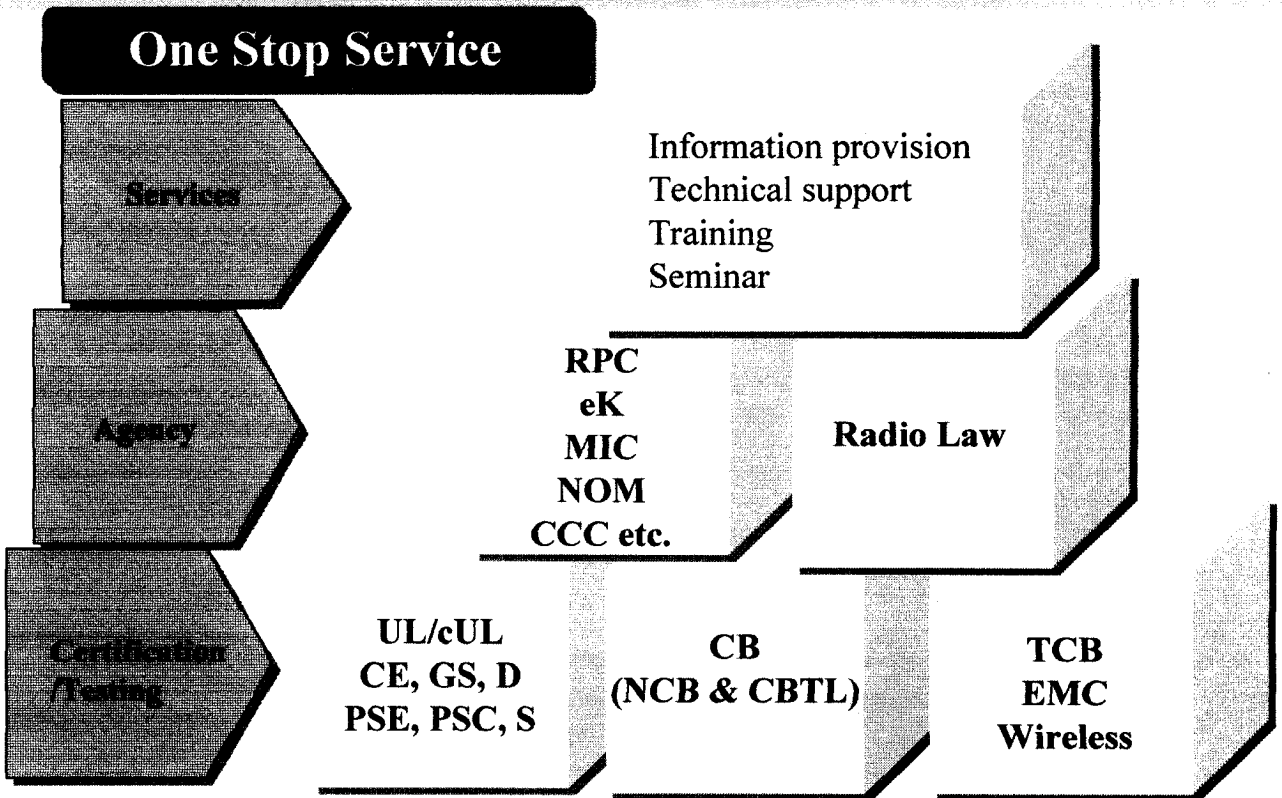 One Stop Service
Services
Information provision
Technical support
Training
Seminar
Agency
RPC
eK
MIC
NOM
CCC etc.
Radio Law
Certification
/Testing
UL/cUL
CE, GS, D
PSE, PSC, S
CB
(NCB & CBTL)
TCB
EMC
Wireless